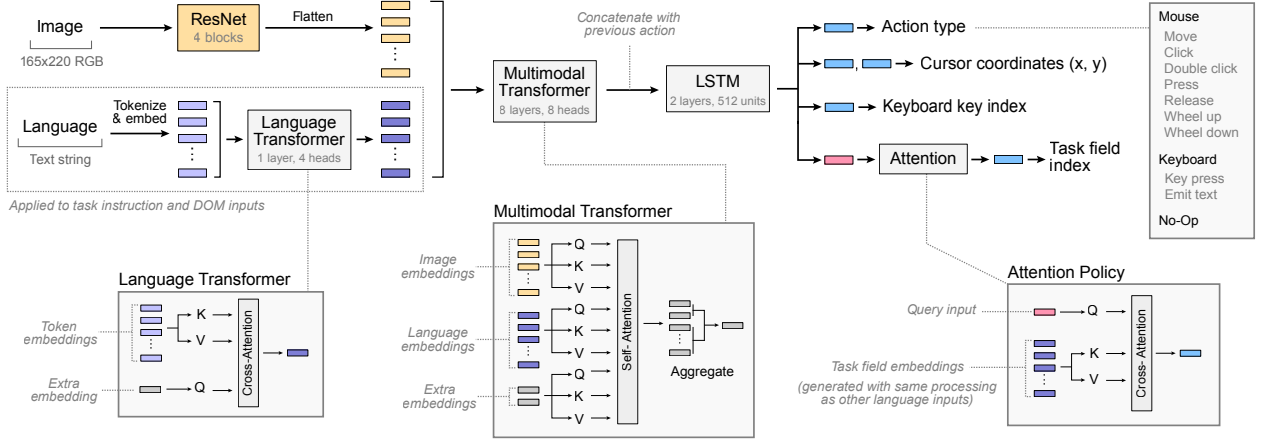 Image
165x220 RGB
ResNet
4 blocks
Flatten
Language
Text string
Tokenize
& embed
Language
Transformer
1 layer, 4 heads
Applied to task instruction and DOM inputs
Multimodal
Transformer
8 layers, 8 heads
Concatenate with
previous action
LSTM
2 layers, 512 units
Action type
, Cursor coordinates (x, y)
Keyboard key index
Attention
Task field
index
Mouse
Move
Click
Double click
Press
Release
Wheel up
Wheel down
Keyboard
Key press
Emit text
No-Op
Language Transformer
Token
embeddings
Extra
embedding
K
V
Q
Cross-Attention
Multimodal Transformer
Image
embeddings
Language
embeddings
Extra
embeddings
Q
K
V
Q
K
V
Q
K
V
Self- Attention
Aggregate
Attention Policy
Query input
Task field embeddings
(generated with same processing
as other language inputs)
Q
K
V
Cross- Attention